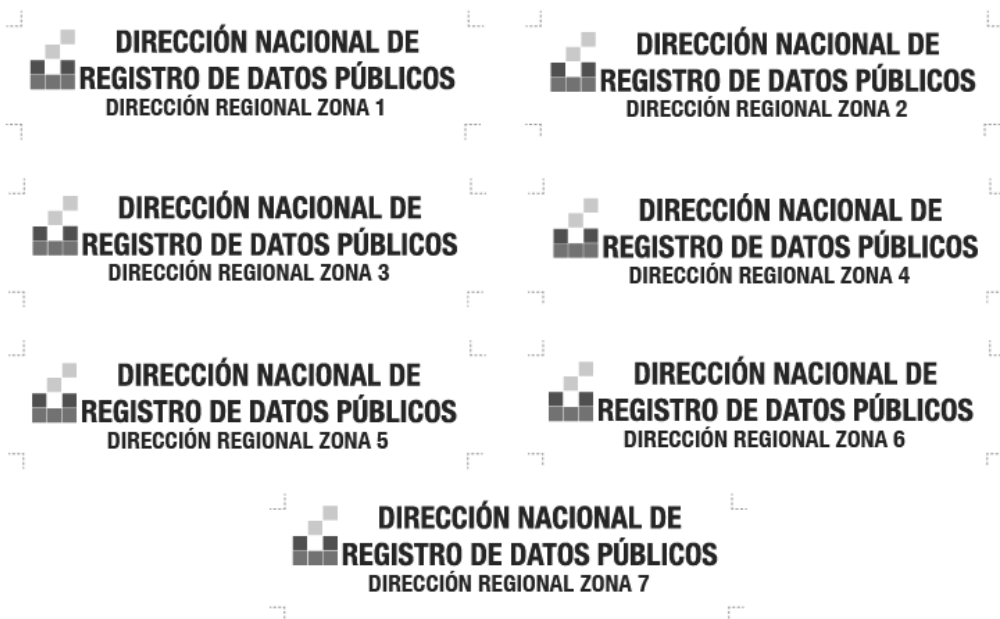 DIRECCIÓN NACIONAL DE
REGISTRO DE DATOS PÚBLICOS
DIRECCIÓN REGIONAL ZONA 1
DIRECCIÓN NACIONAL DE
REGISTRO DE DATOS PÚBLICOS
DIRECCIÓN REGIONAL ZONA 2
DIRECCIÓN NACIONAL DE
REGISTRO DE DATOS PÚBLICOS
DIRECCIÓN REGIONAL ZONA 3
DIRECCIÓN NACIONAL DE
REGISTRO DE DATOS PÚBLICOS
DIRECCIÓN REGIONAL ZONA 4
DIRECCIÓN NACIONAL DE
REGISTRO DE DATOS PÚBLICOS
DIRECCIÓN REGIONAL ZONA 5
DIRECCIÓN NACIONAL DE
REGISTRO DE DATOS PÚBLICOS
DIRECCIÓN REGIONAL ZONA 6
DIRECCIÓN NACIONAL DE
REGISTRO DE DATOS PÚBLICOS
DIRECCIÓN REGIONAL ZONA 7